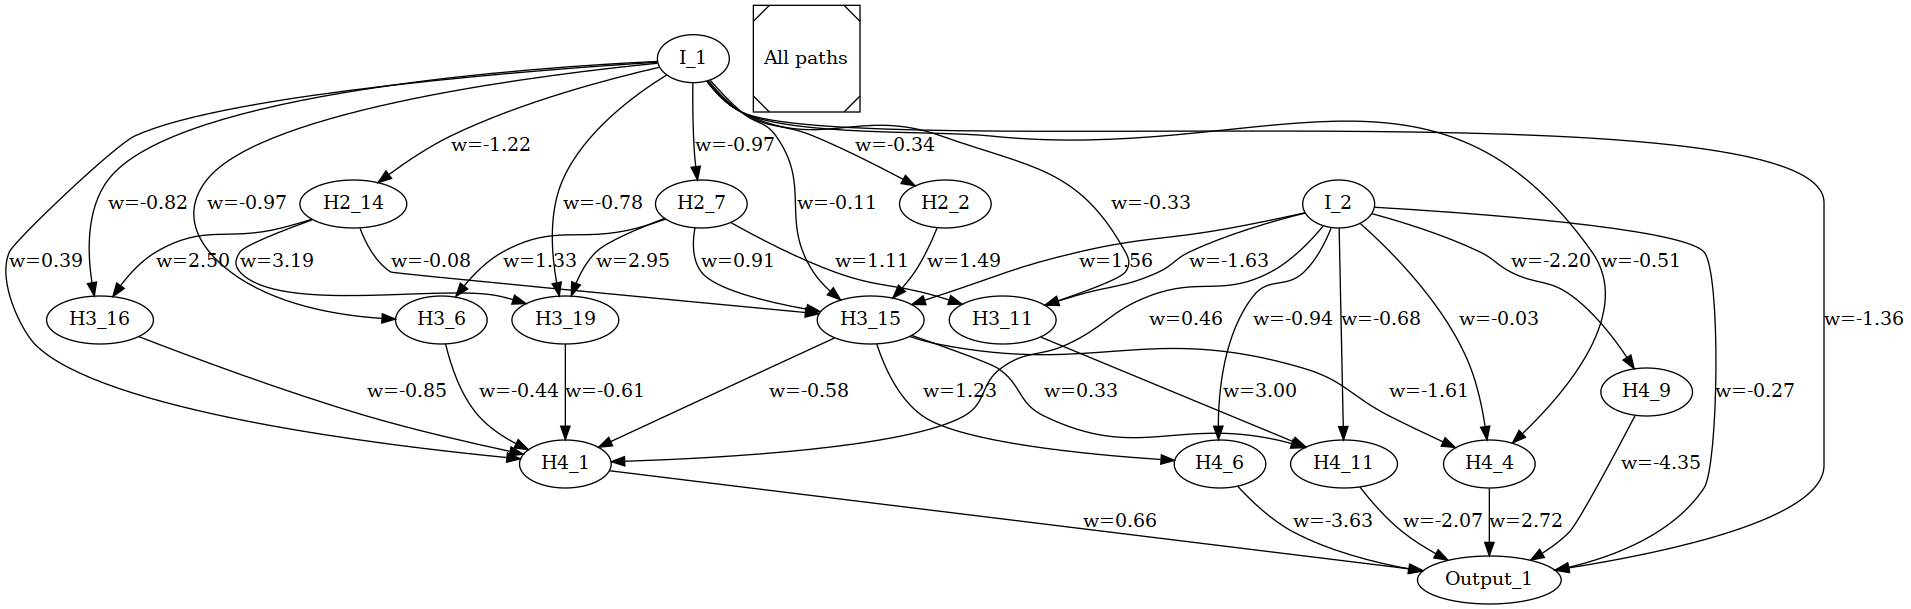 I_1
All paths
w=-1.22
w=-0.97
w=-0.34
w=-0.82
w=-0.97
H2_14
w=-0.78
H2_7
w=-0.11
H2_2
w=-0.33
I_2
w=0.39
w=2.50
w=3.19
w=-0.08
w=1.33
w=2.95
w=0.91
w=1.11
w=1.49
w=1.56
w=-1.63
w=-2.20
w=-0.51
H3_16
H3_6
H3_19
H3_15
H3_11
w=0.46
w=-0.94
w=-0.68
w=-0.03
w=-1.36
w=-0.85
w=-0.44
w=-0.61
w=-0.58
w=1.23
w=0.33
w=3.00
w=-1.61
H4_9
w=-0.27
H4_1
H4_6
H4_11
H4_4
w=-4.35
w=0.66
w=-3.63
w=-2.07
w=2.72
Output_1